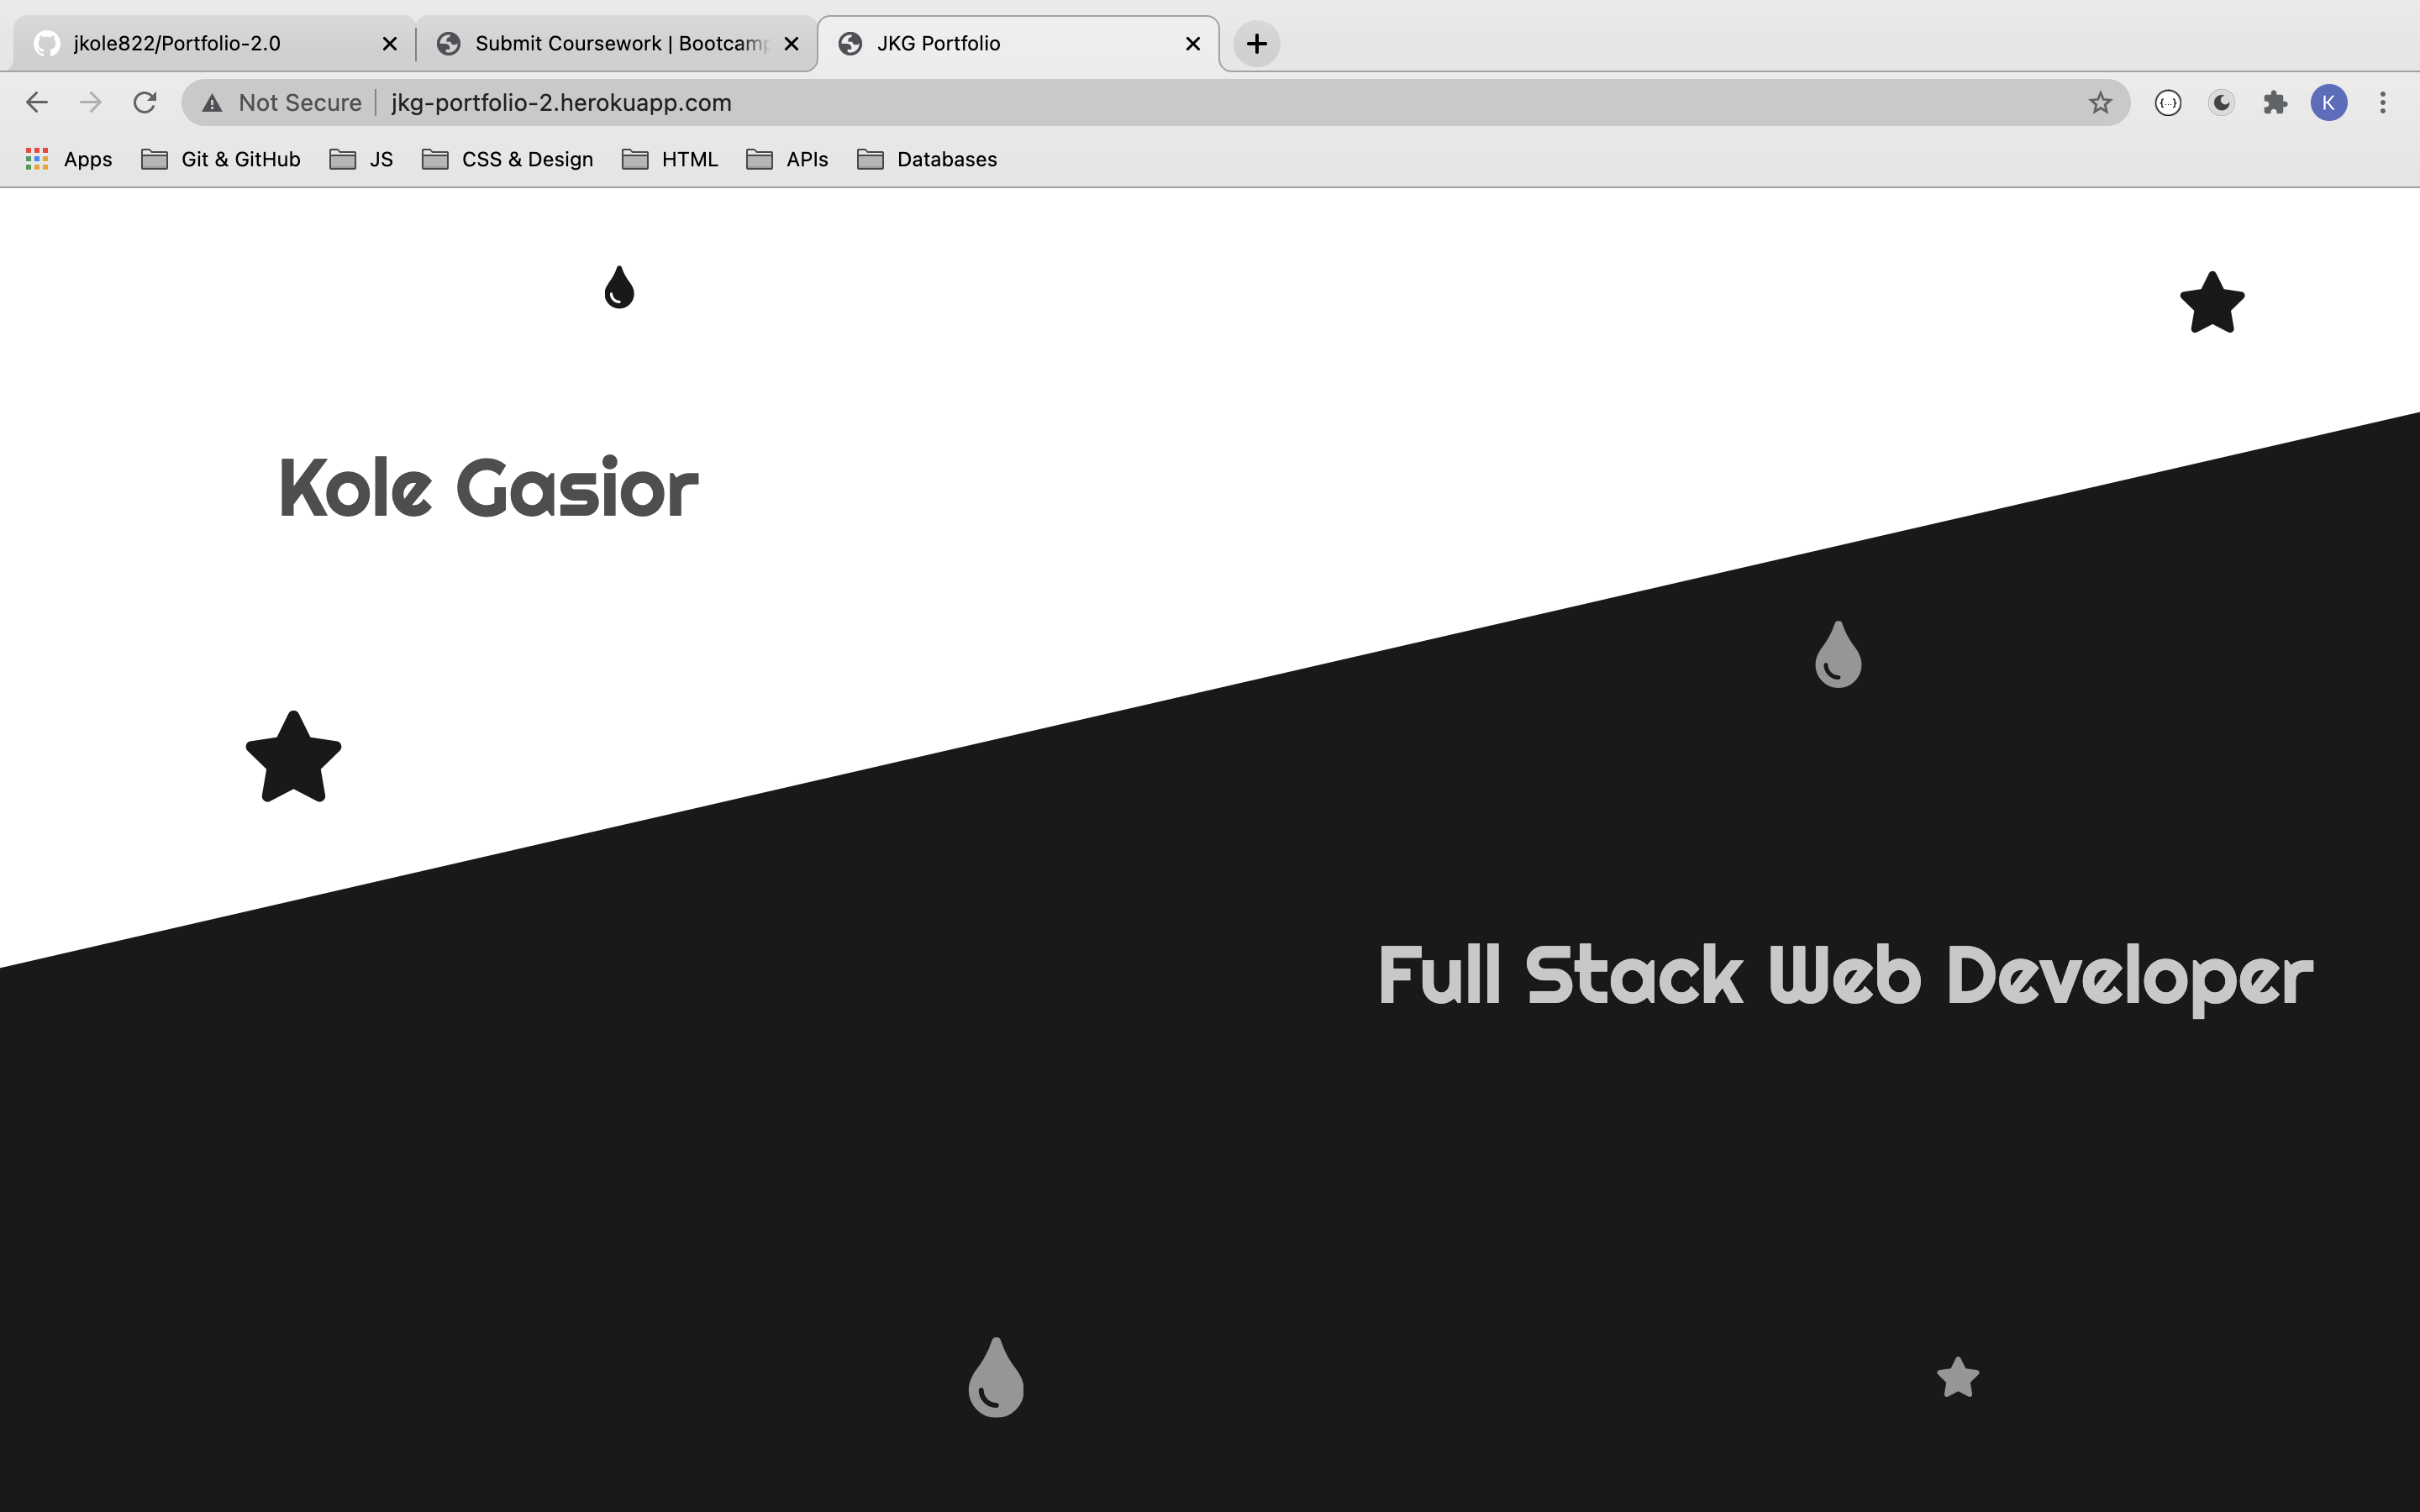 jkole822/Portfolio-2.0
Submit Coursework | Bootcamp
JKG Portfolio
Not Secure
jkg-portfolio-2.herokuapp.com
K
Apps
Git & GitHub
JS
CSS & Design
HTML
APIs
Databases
Kole Gasior
Full Stack Web Developer